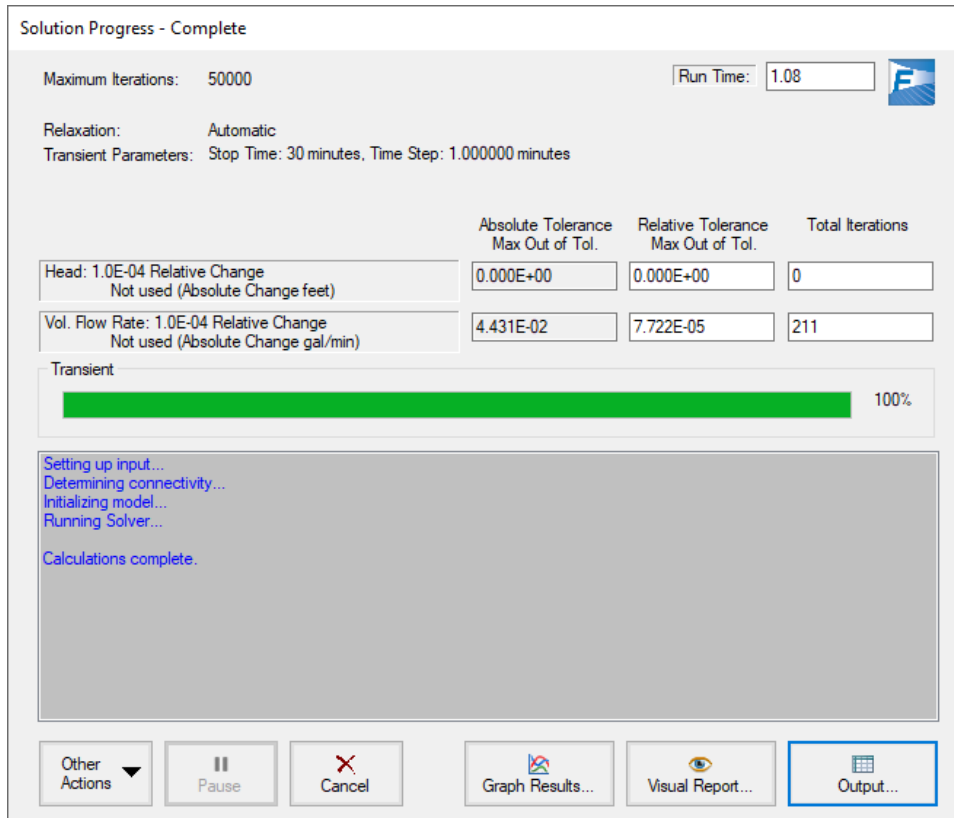 Solution Progress - Complete
Maximum Iterations: 50000
Run Time: 1.08
F
Relaxation: Automatic
Transient Parameters: Stop Time: 30 minutes, Time Step: 1.000000 minutes
Absolute Tolerance Relative Tolerance Total Iterations
Max Out of Tol. Max Out of Tol.
Head: 1.0E-04 Relative Change
Not used (Absolute Change feet)
0.000E+00 0.000E+00 0
Vol. Flow Rate: 1.0E-04 Relative Change
Not used (Absolute Change gal/min)
4.431E-02 7.722E-05 211
Transient
100%
Setting up input...
Determining connectivity...
Initializing model...
Running Solver...
Calculations complete.
Other Actions
Pause
Cancel
Graph Results...
Visual Report...
Output...